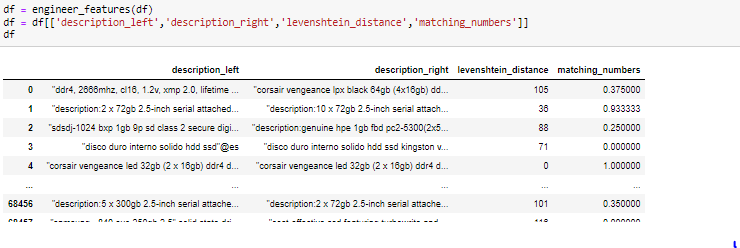 df = engineer_features(df)
df = df[['description_left','description_right','levenshtein_distance','matching_numbers']]
df
description_left description_right levenshtein_distance matching_numbers
0 "ddr4, 2666mhz, cl16, 1.2v, xmp 2.0, lifetime ... "corsair vengeance lpx black 64gb (4x16gb) dd... 105 0.375000
1 "description:2 x 72gb 2.5-inch serial attached... "description:10 x 72gb 2.5-inch serial attach... 36 0.933333
2 "sdsdj-1024 bxp 1gb 9p sd class 2 secure digi... "description:genuine hpe 1gb fbd pc2-5300(2x5... 88 0.250000
3 "disco duro interno solido hdd ssd"@es "disco duro interno solido hdd ssd kingston v... 71 0.000000
4 "corsair vengeance led 32gb (2 x 16gb) ddr4 d... "corsair vengeance led 32gb (2 x 16gb) ddr4 d... 0 1.000000
... ... ... ... ...
68456 "description:5 x 300gb 2.5-inch serial attache... "description:2 x 72gb 2.5-inch serial attache... 101 0.350000